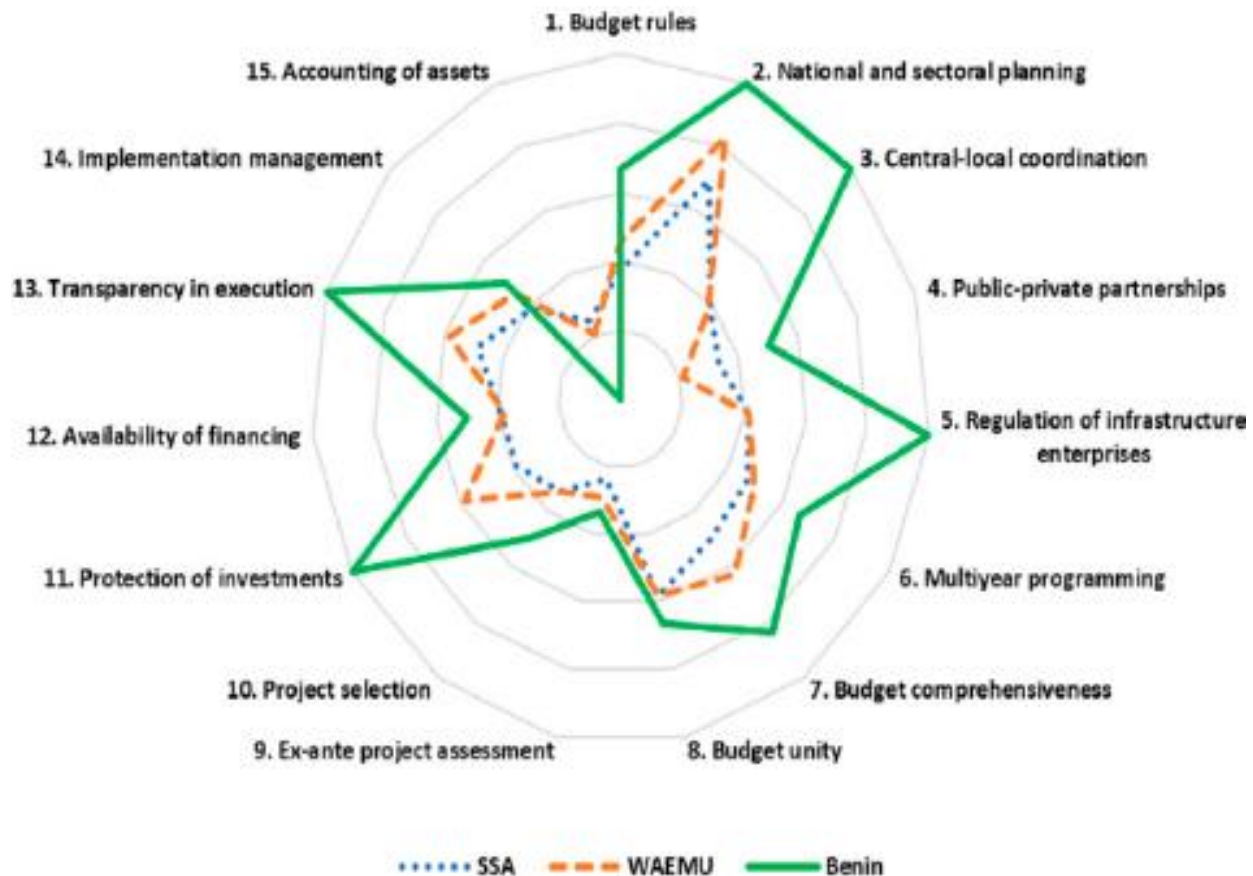 1. Budget rules
2. National and sectoral planning
3. Central-local coordination
4. Public-private partnerships
5. Regulation of infrastructure
enterprises
6. Multiyear programming
7. Budget comprehensiveness
8. Budget unity
9. Ex-ante project assessment
10. Project selection
11. Protection of investments
12. Availability of financing
13. Transparency in execution
14. Implementation management
15. Accounting of assets
SSA WAEMU Benin